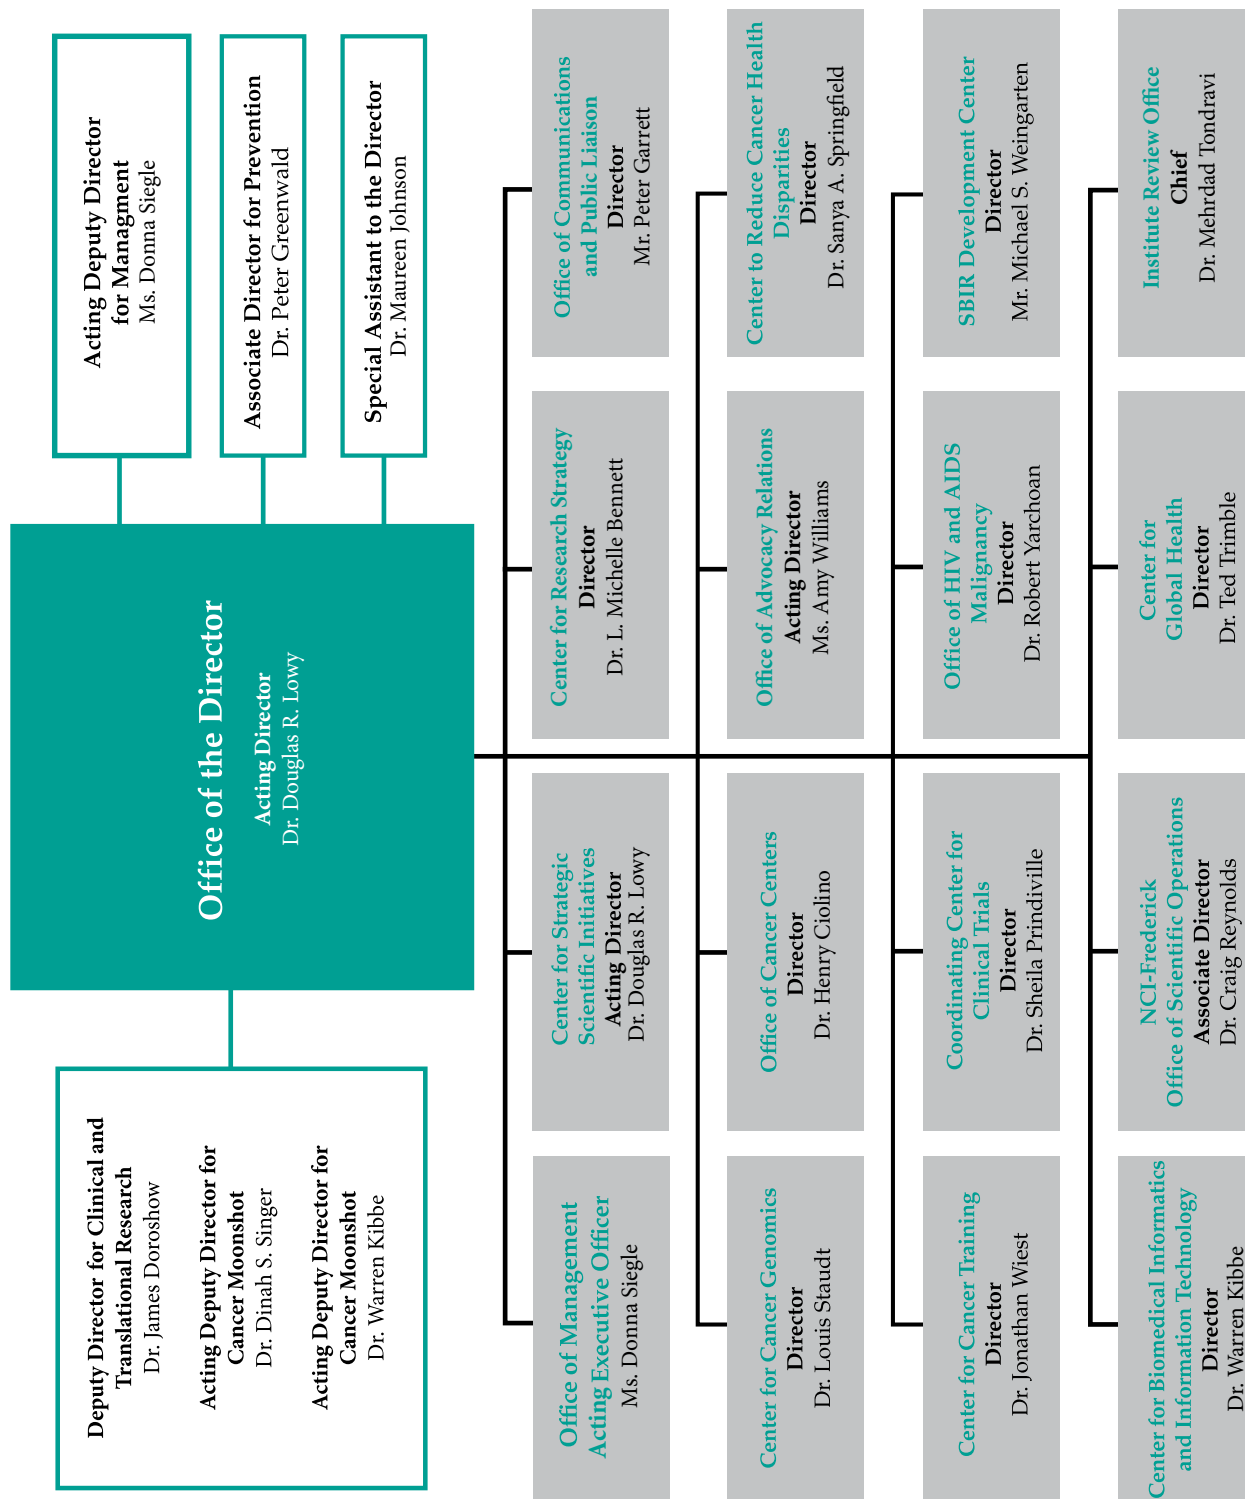 Office of the Director
Acting Director
Dr. Douglas R. Lowy
Deputy Director for Clinical and
Translational Research
Dr. James Doroshow
Acting Deputy Director for
Cancer Moonshot
Dr. Dinah S. Singer
Acting Deputy Director for
Cancer Moonshot
Dr. Warren Kibbe
Acting Deputy Director
for Managment
Ms. Donna Siegle
Associate Director for Prevention
Dr. Peter Greenwald
Special Assistant to the Director
Dr. Maureen Johnson
Office of Management
Acting Executive Officer
Ms. Donna Siegle
Center for Strategic
Scientific Initiatives
Acting Director
Dr. Douglas R. Lowy
Center for Research Strategy
Director
Dr. L. Michelle Bennett
Office of Communications
and Public Liaison
Director
Mr. Peter Garrett
Center for Cancer Genomics
Director
Dr. Louis Staudt
Office of Cancer Centers
Director
Dr. Henry Ciolino
Office of Advocacy Relations
Acting Director
Ms. Amy Williams
Center to Reduce Cancer Health
Disparities
Director
Dr. Sanya A. Springfield
Center for Cancer Training
Director
Dr. Jonathan Wiest
Coordinating Center for
Clinical Trials
Director
Dr. Sheila Prindiville
Office of HIV and AIDS
Malignancy
Director
Dr. Robert Yarchoan
SBIR Development Center
Director
Mr. Michael S. Weingarten
Center for Biomedical Informatics
and Information Technology
Director
Dr. Warren Kibbe
NCI-Frederick
Office of Scientific Operations
Associate Director
Dr. Craig Reynolds
Center for
Global Health
Director
Dr. Ted Trimble
Institute Review Office
Chief
Dr. Mehrdad Tondravi